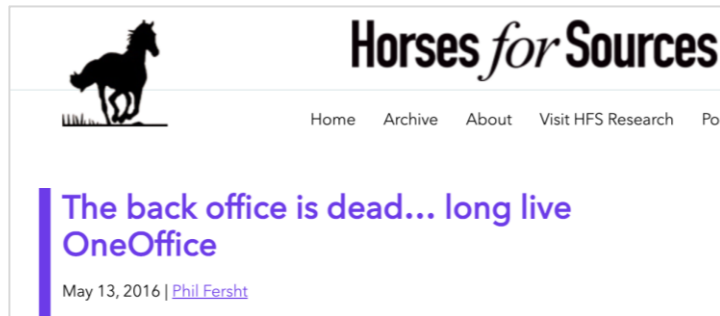 Horses for Sources
Home Archive About Visit HFS Research
The back office is dead... long live
OneOffice
May 13, 2016 | Phil Fersht